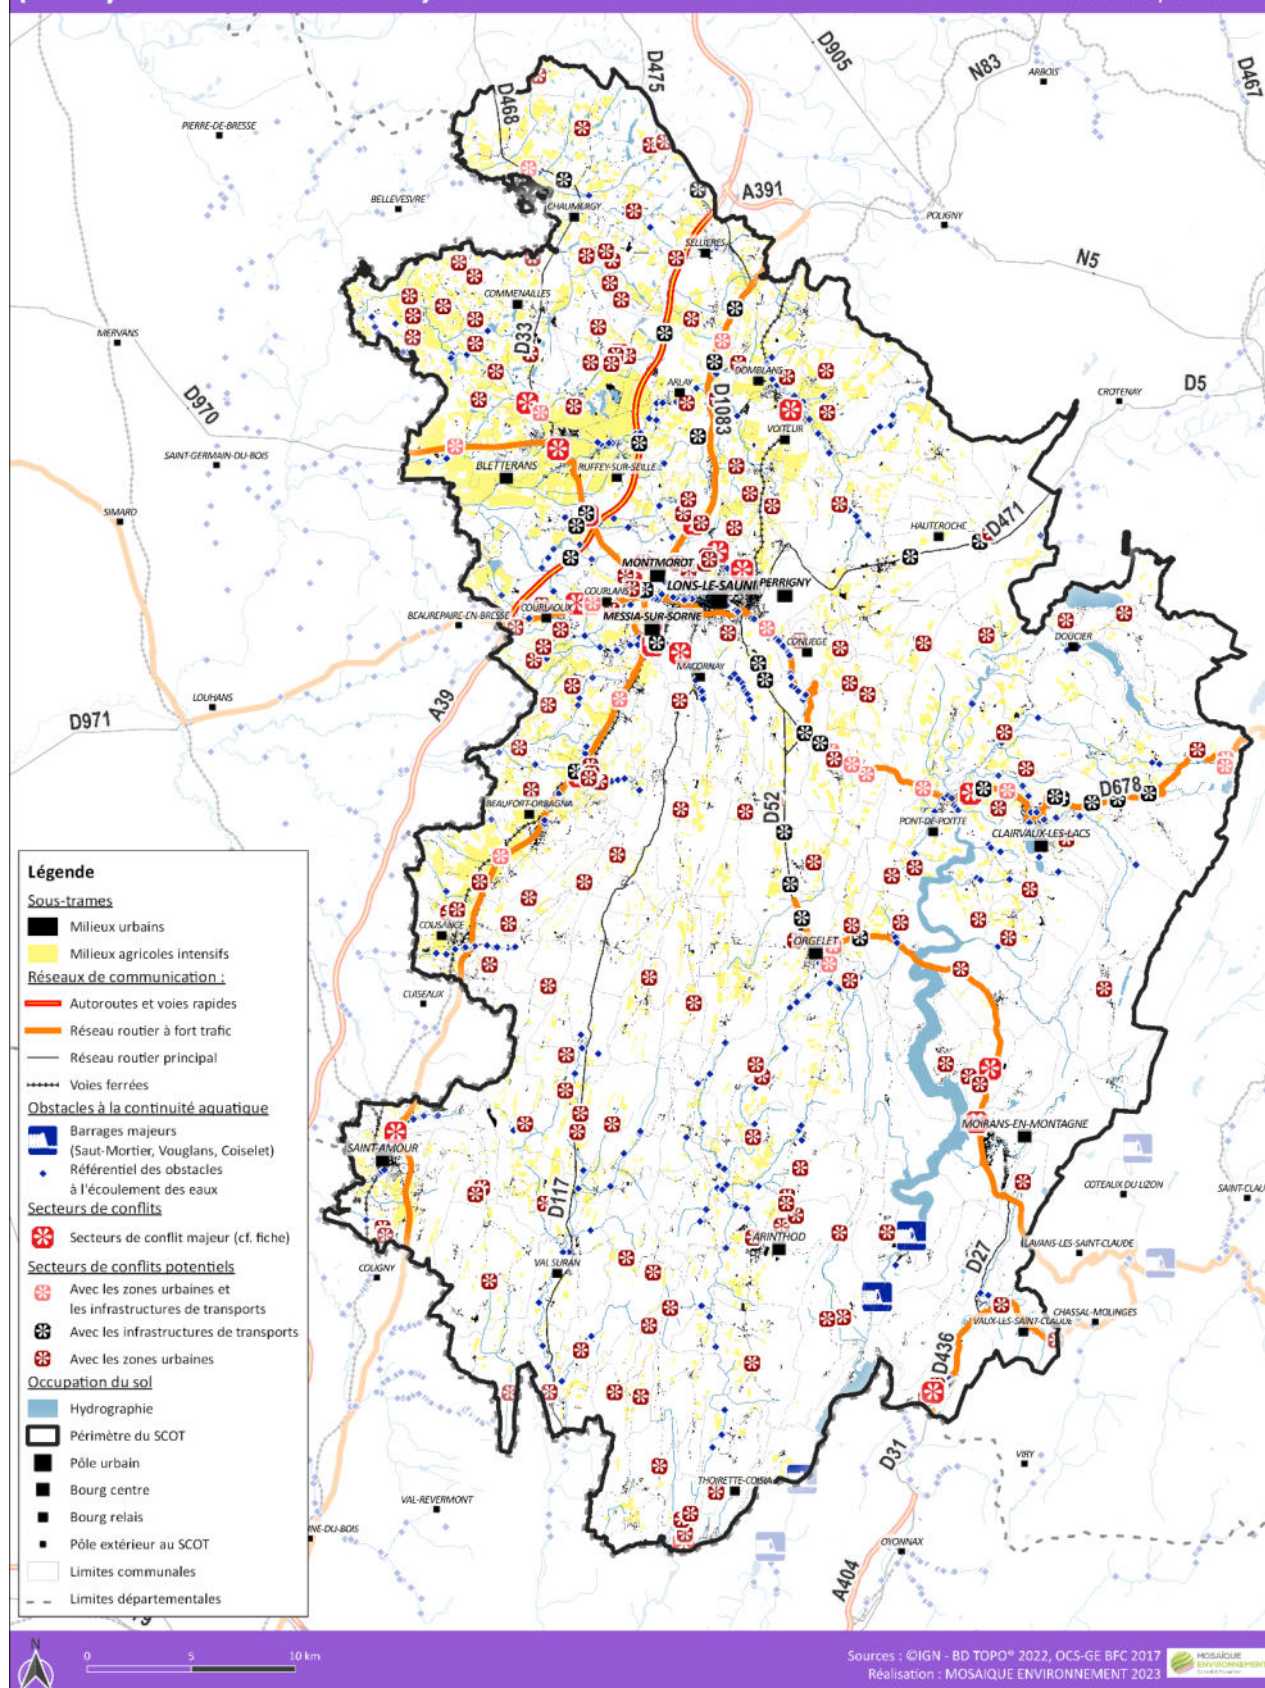 D905
N83
D467
D475
ARBOIS
D468
PIERRE-DE-BRESSE
BELLEVESVRE
CHAUMERGY
A391
POLIGNY
SELLIERES
N5
COMMENAILLES
MERVANS
D33
DOMBLANS
ARLAY
D1083
CROTENAY
D5
D970
VOITEUR
SAINT-GERMAIN-DU-BOIS
BLETTERANS
RUFFEY-SUR-SEILLE
SIMARD
HAUTEROCHE
D471
MONTMOROT
LONS-LE-SAUNI
PERRIGNY
COURLANS
BEAUREPAIRE-EN-BRESSE
COURLAOUX
MESSIA-SUR-SORNE
DOUCIER
CONLIEGE
MACORNAY
LOUHANS
A39
D971
D678
D52
BEAUFORT-ORBAGNA
PONT-DE-POITTE
CLAIRVAUX-LES-LACS
COUSANCE
ORGELET
CUISEAUX
MOIRANS-EN-MONTAGNE
SAINT-AMOUR
COTEAUX DU LIZON
SAINT-CLAU
D117
ARINTHOD
LAVANS-LES-SAINT-CLAUDE
D27
COLIGNY
VAL SURAN
CHASSAL-MOLINGES
VAUX-LES-SAINT-CLAUDE
D436
D31
VIRY
THOIRETTE-COISIA
VAL-REVERMONT
NE-DU-BOIS
OYONNAX
A404
Légende
Sous-trames
Milieux urbains
Milieux agricoles intensifs
Réseaux de communication :
Autoroutes et voies rapides
Réseau routier à fort trafic
Réseau routier principal
Voies ferrées
Obstacles à la continuité aquatique
Barrages majeurs
(Saut-Mortier, Vouglans, Coiselet)
Référentiel des obstacles
à l'écoulement des eaux
Secteurs de conflits
Secteurs de conflit majeur (cf. fiche)
Secteurs de conflits potentiels
Avec les zones urbaines et
les infrastructures de transports
Avec les infrastructures de transports
Avec les zones urbaines
Occupation du sol
Hydrographie
Périmètre du SCOT
Pôle urbain
Bourg centre
Bourg relais
Pôle extérieur au SCOT
Limites communales
Limites départementales
N
0 5 10 km
Sources : ©IGN - BD TOPO® 2022, OCS-GE BFC 2017
Réalisation : MOSAIQUE ENVIRONNEMENT 2023
MOSAÏQUE
ENVIRONNEMENT